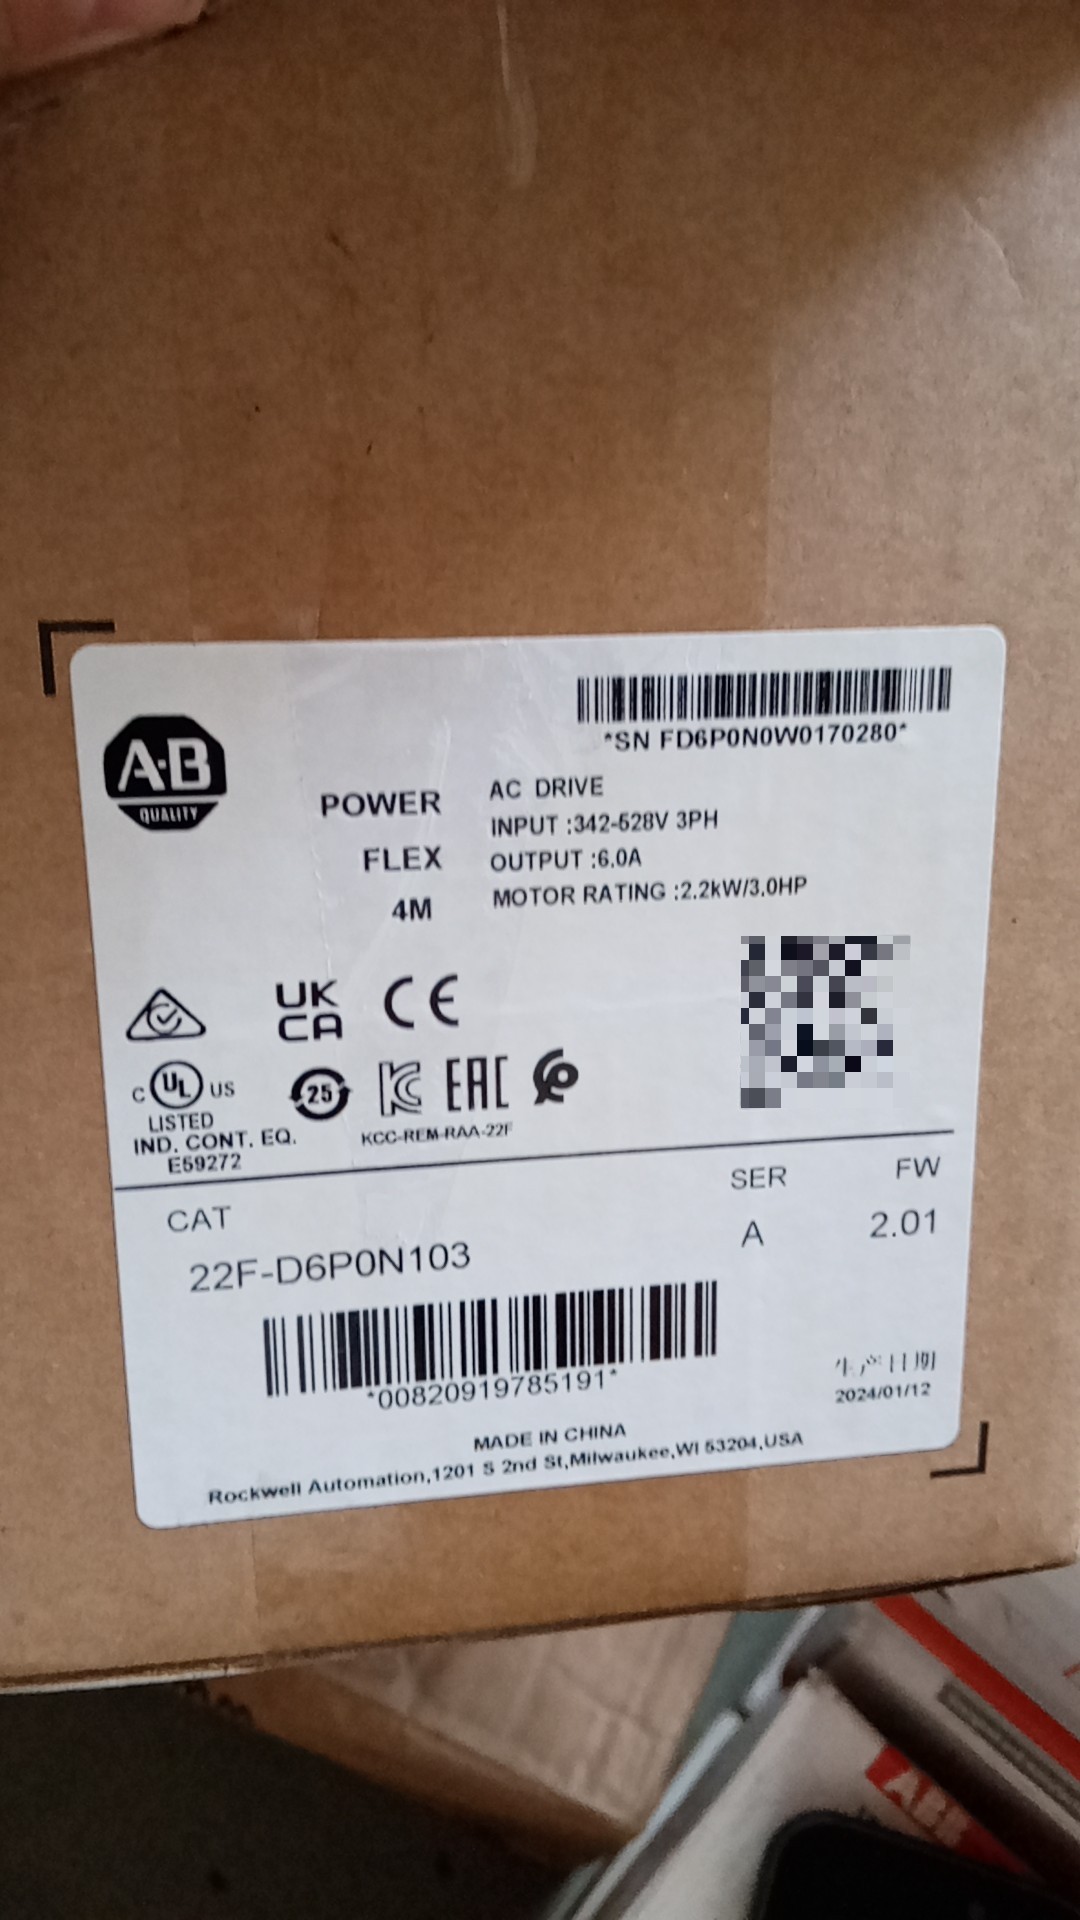 *SN FD6P0N0W0170280*
A-B
QUALITY
POWER
FLEX
4M
AC DRIVE
INPUT :342-528V 3PH
OUTPUT :6.0A
MOTOR RATING :2.2kW/3.0HP
UK
CA
CE
C UL US
LISTED
IND. CONT. EQ.
E59272
25
KC
EAC
KCC-REM-RAA-22F
CAT
SER
FW
22F-D6P0N103
A
2.01
*00820919785191*
生产日期
2024/01/12
MADE IN CHINA
Rockwell Automation,1201 S 2nd St,Milwaukee,WI 53204,USA
ABB